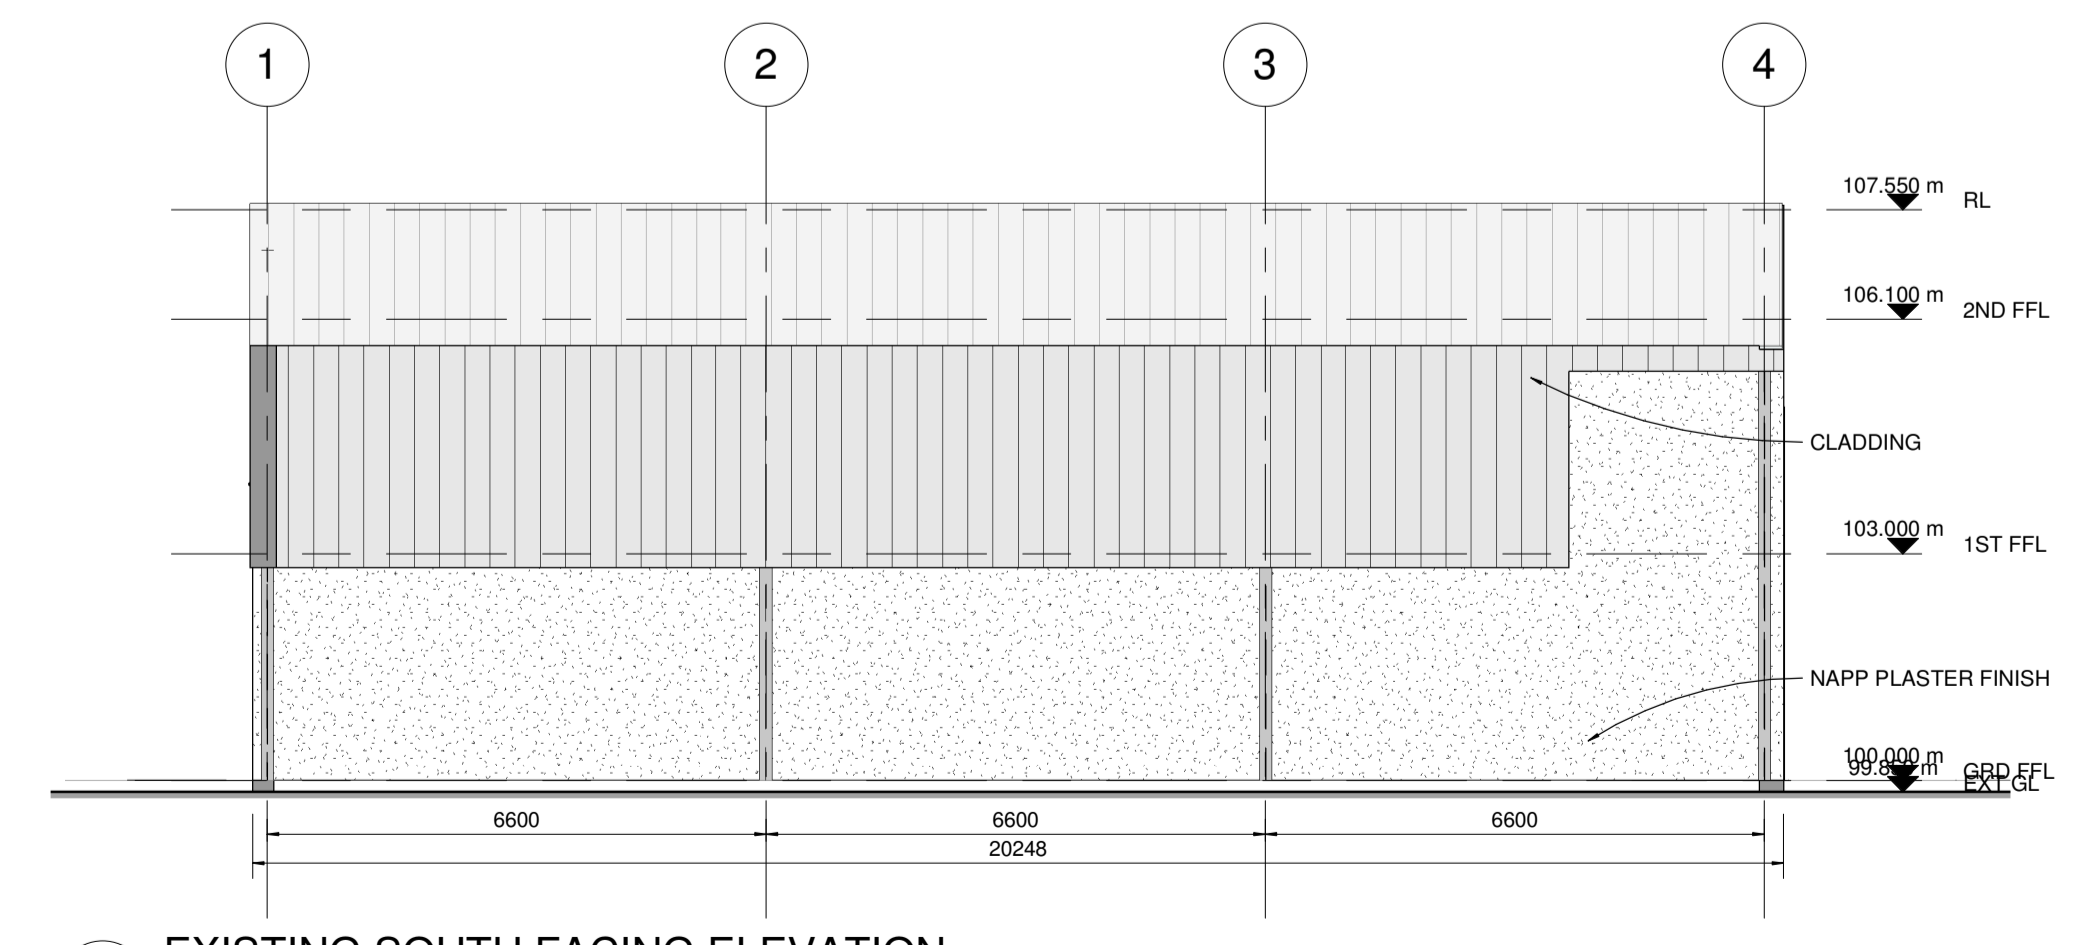 1 2 3 4
107.550 m
RL
106.100 m
2ND FFL
CLADDING
103.000 m
1ST FFL
NAPP PLASTER FINISH
100.000 m
GRD FFL
EXT GL
6600 6600 6600
20248
EXISTING SOUTH FACING ELEVATION